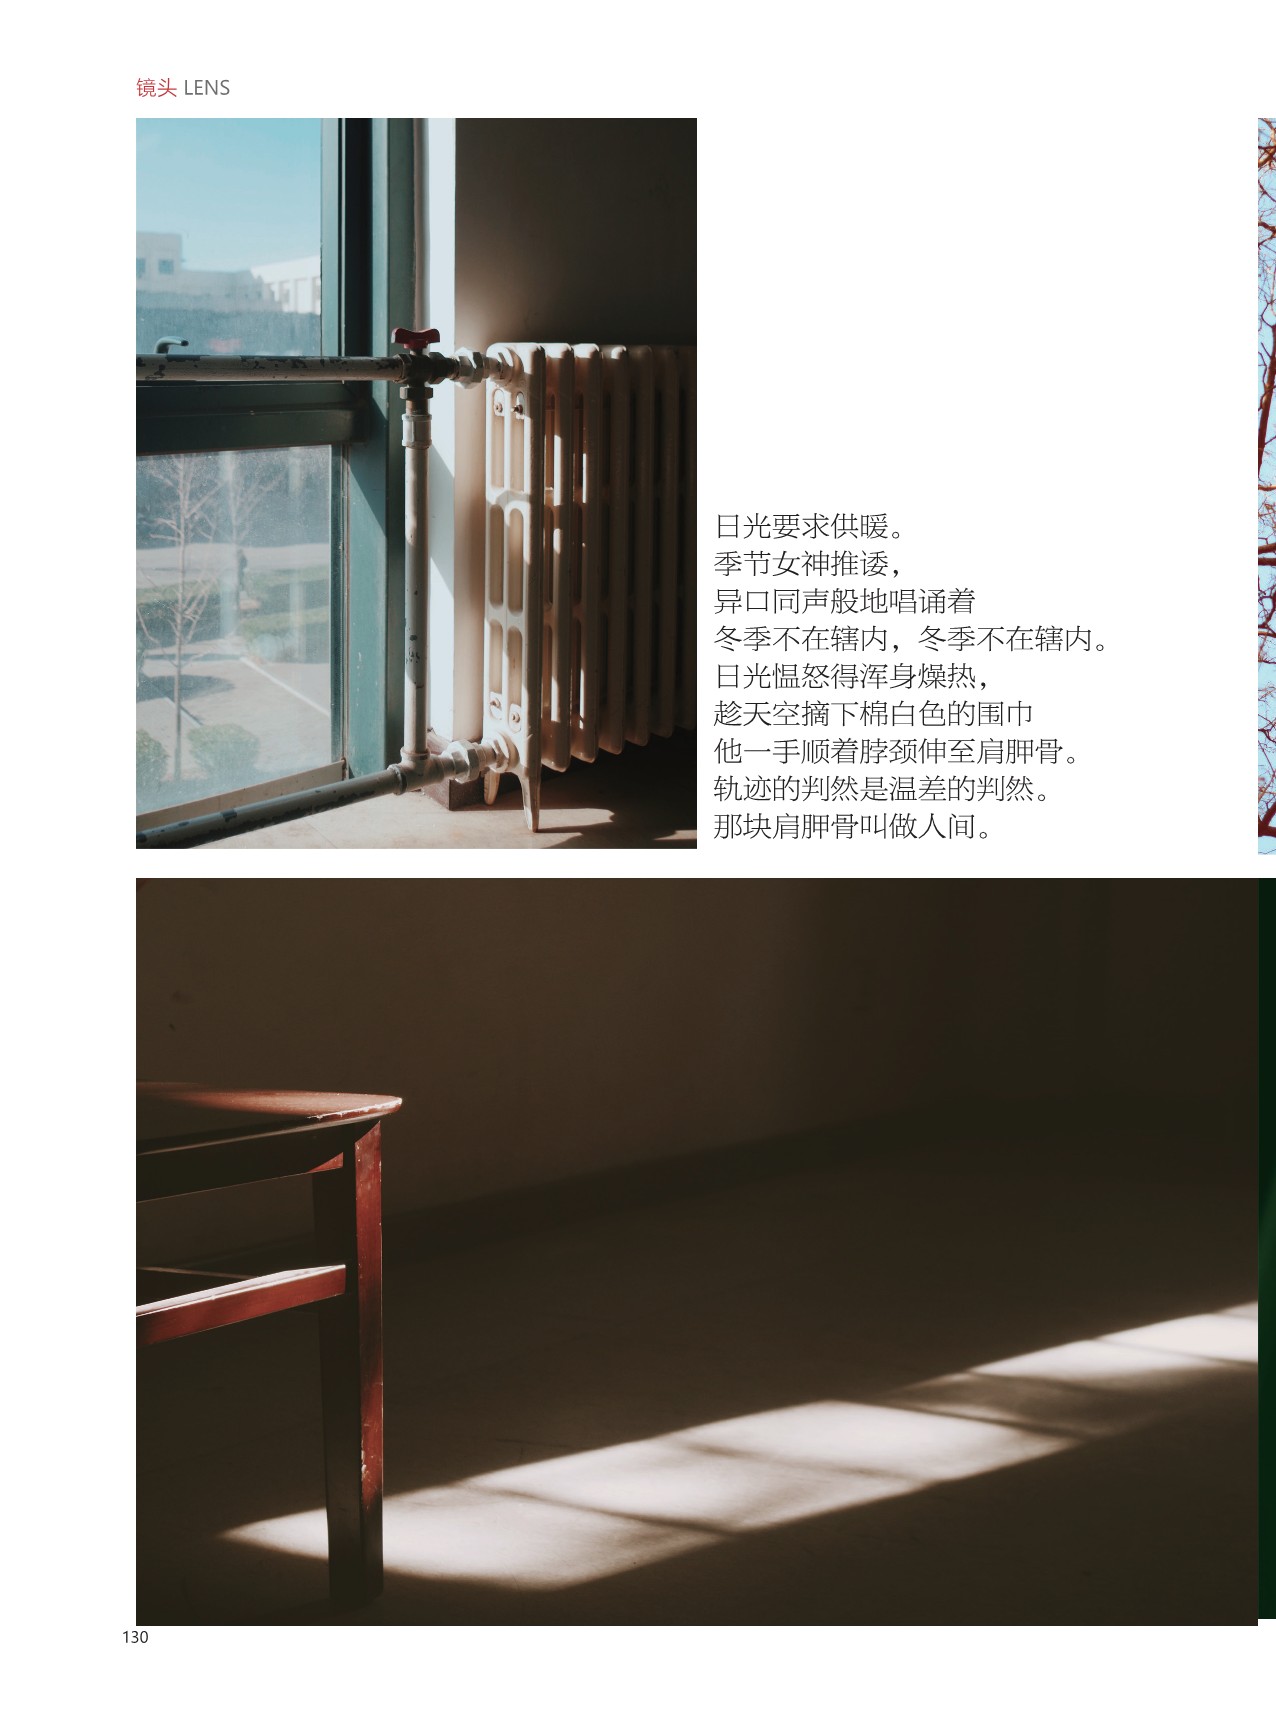 镜头 LENS
日光要求供暖。
季节女神推诿，
异口同声般地唱诵着
冬季不在辖内，冬季不在辖内。
日光愠怒得浑身燥热，
趁天空摘下棉白色的围巾
他一手顺着脖颈伸至肩胛骨。
轨迹的判然是温差的判然。
那块肩胛骨叫做人间。
130